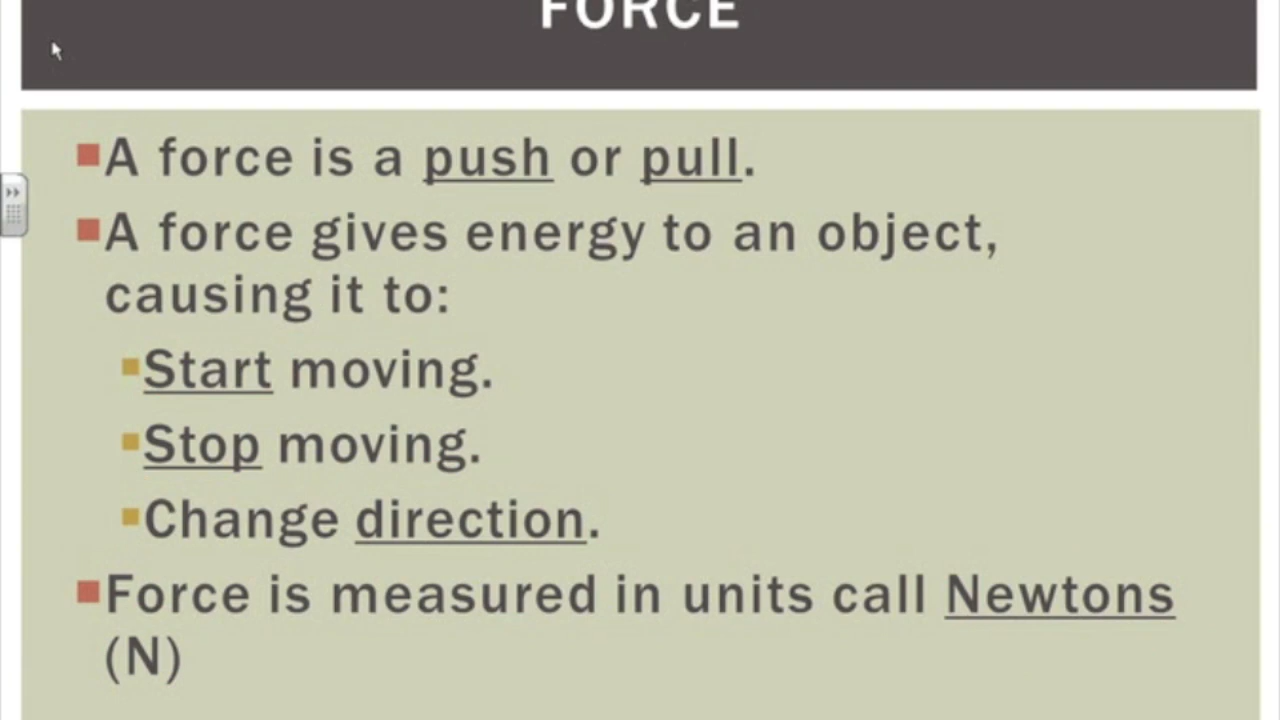 FORCE
A force is a push or pull.
A force gives energy to an object,
causing it to:
Start moving.
Stop moving.
Change direction.
Force is measured in units call Newtons
(N)